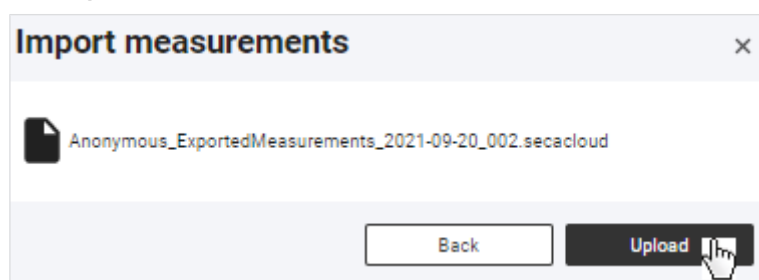 Import measurements
Anonymous_ExportedMeasurements_2021-09-20_002.secacloud
Back
Upload